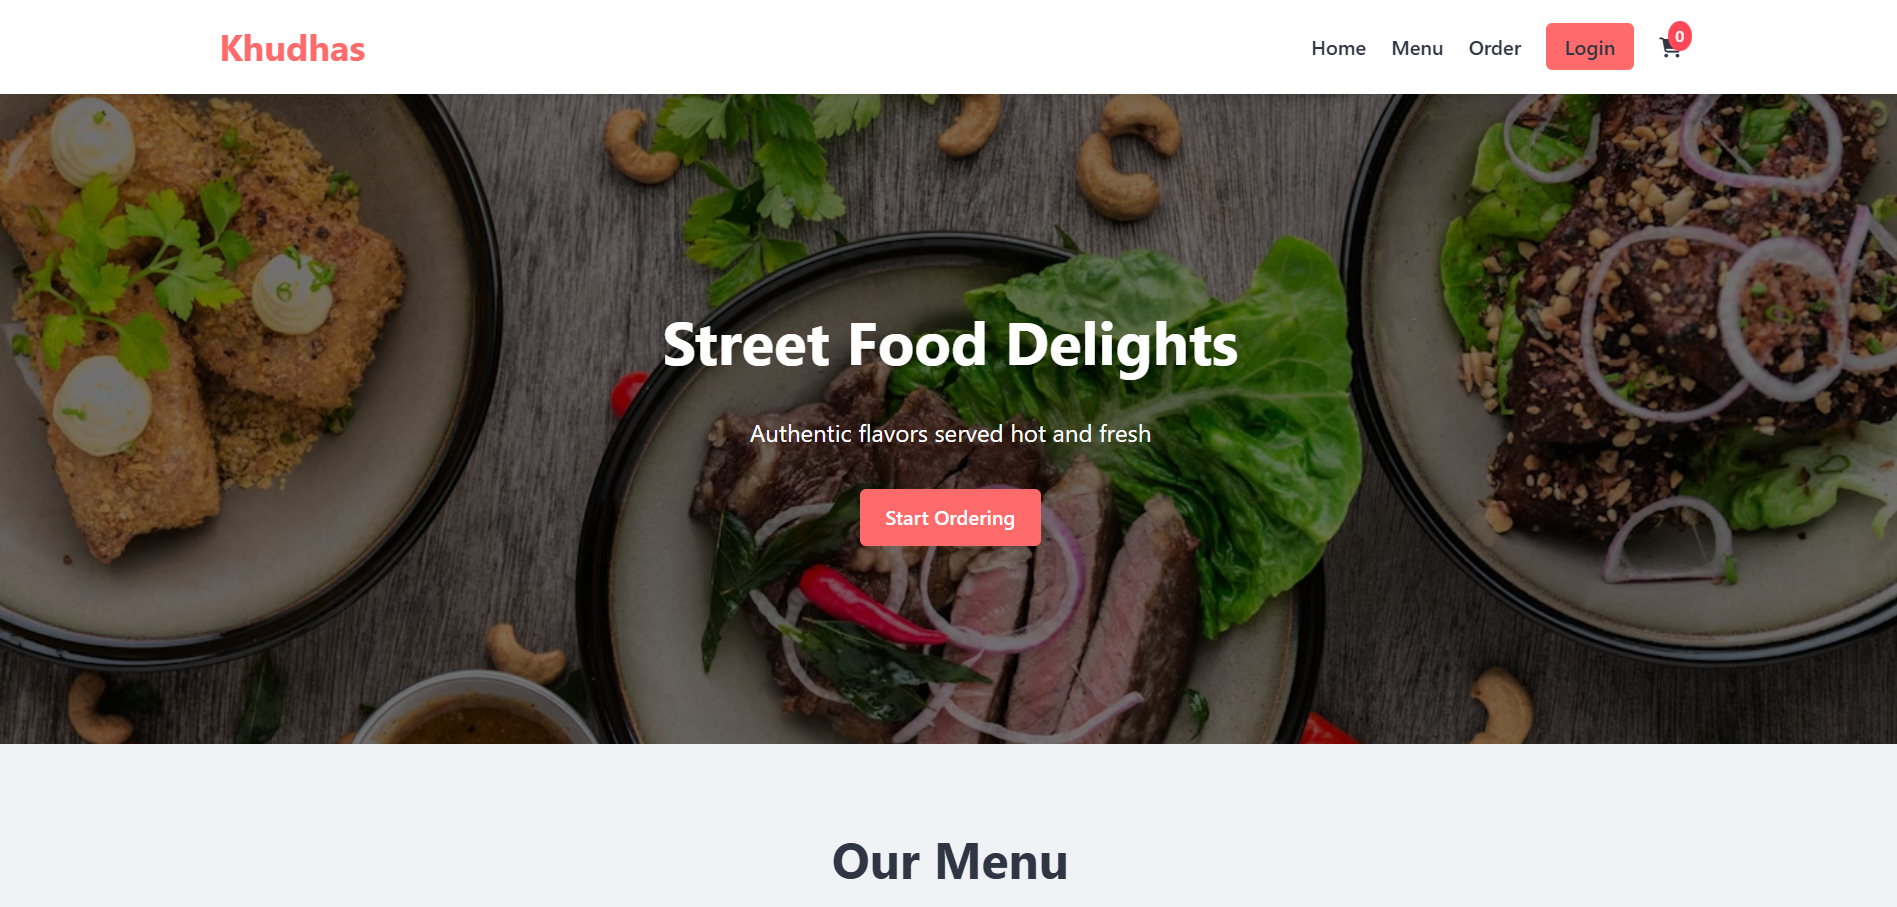 Khudhas
Home Menu Order Login 0
Street Food Delights
Authentic flavors served hot and fresh
Start Ordering
Our Menu